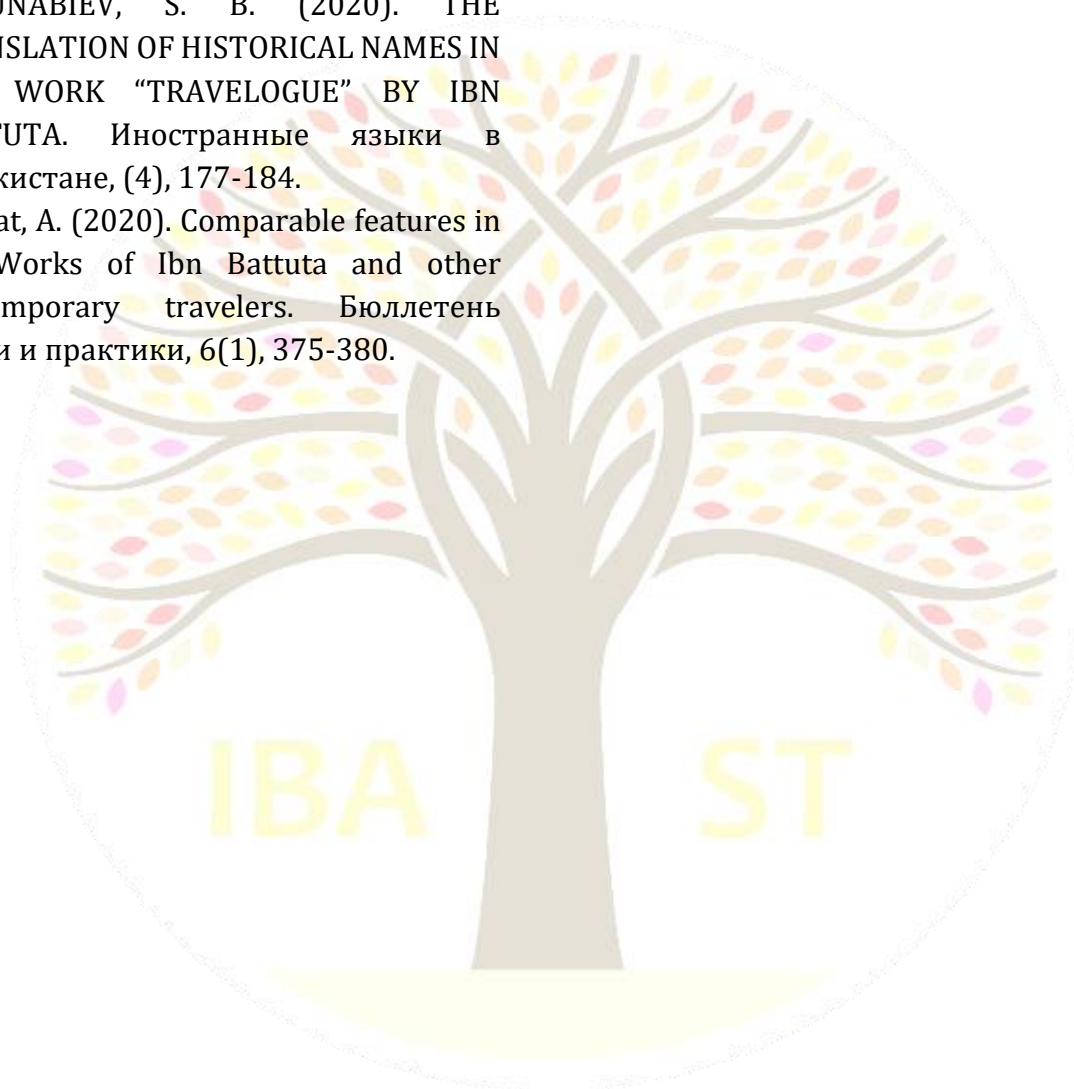 UNABIEV, S. B. (2020). THE
NSLATION OF HISTORICAL NAMES IN
WORK “TRAVELOGUE” BY IBN
TUTA. Иностранные языки в
кистане, (4), 177-184.
at, A. (2020). Comparable features in
Works of Ibn Battuta and other
mporary travelers. Бюллетень
и и практики, 6(1), 375-380.
IBA ST